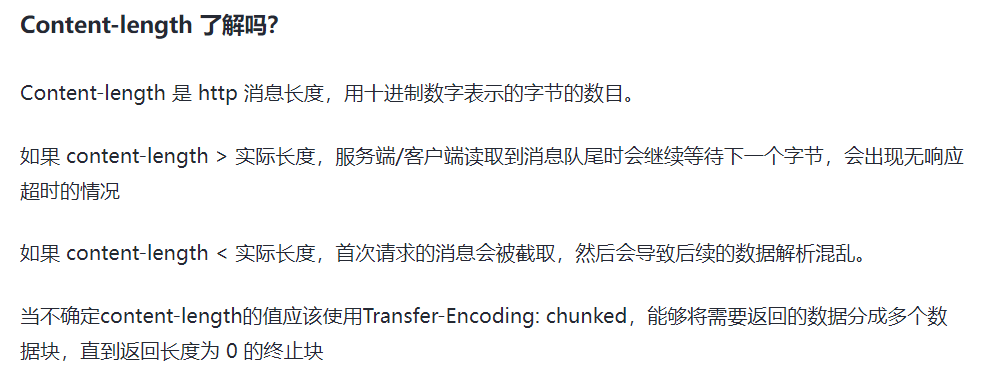 Content-length 了解吗?
Content-length 是 http 消息长度，用十进制数字表示的字节的数目。
如果 content-length > 实际长度，服务端/客户端读取到消息队尾时会继续等待下一个字节，会出现无响应
超时的情况
如果 content-length < 实际长度，首次请求的消息会被截取，然后会导致后续的数据解析混乱。
当不确定content-length的值应该使用Transfer-Encoding: chunked，能够将需要返回的数据分成多个数
据块，直到返回长度为 0 的终止块